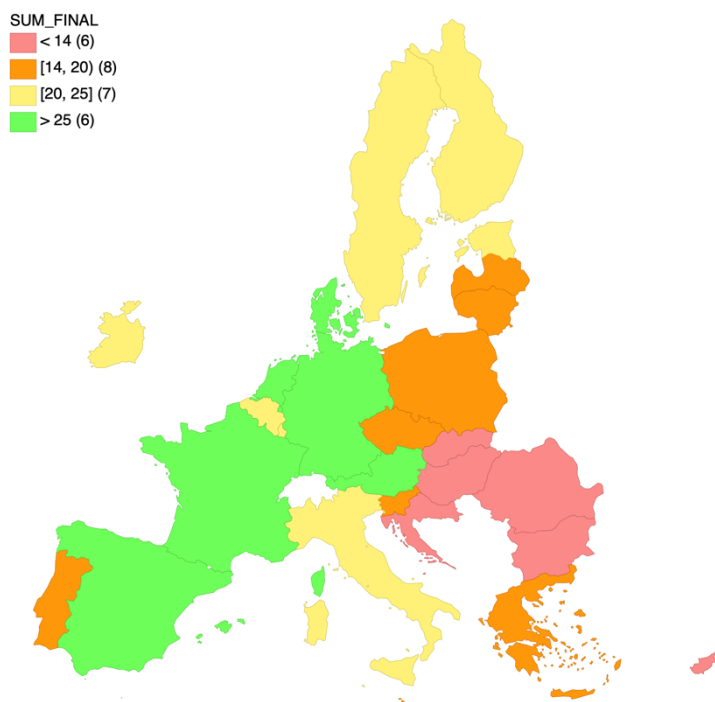 SUM_FINAL
< 14 (6)
[14, 20) (8)
[20, 25] (7)
> 25 (6)